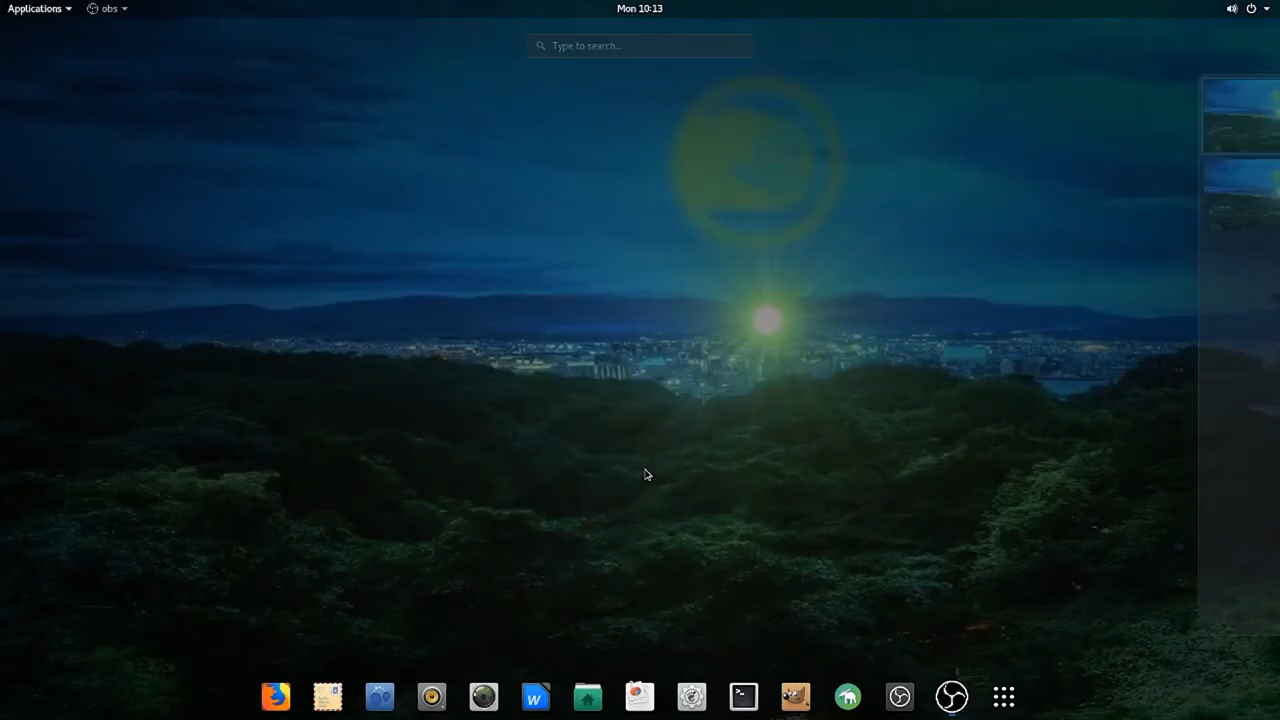 Applications
obs
Mon 10:13
Type to search...
W
>_